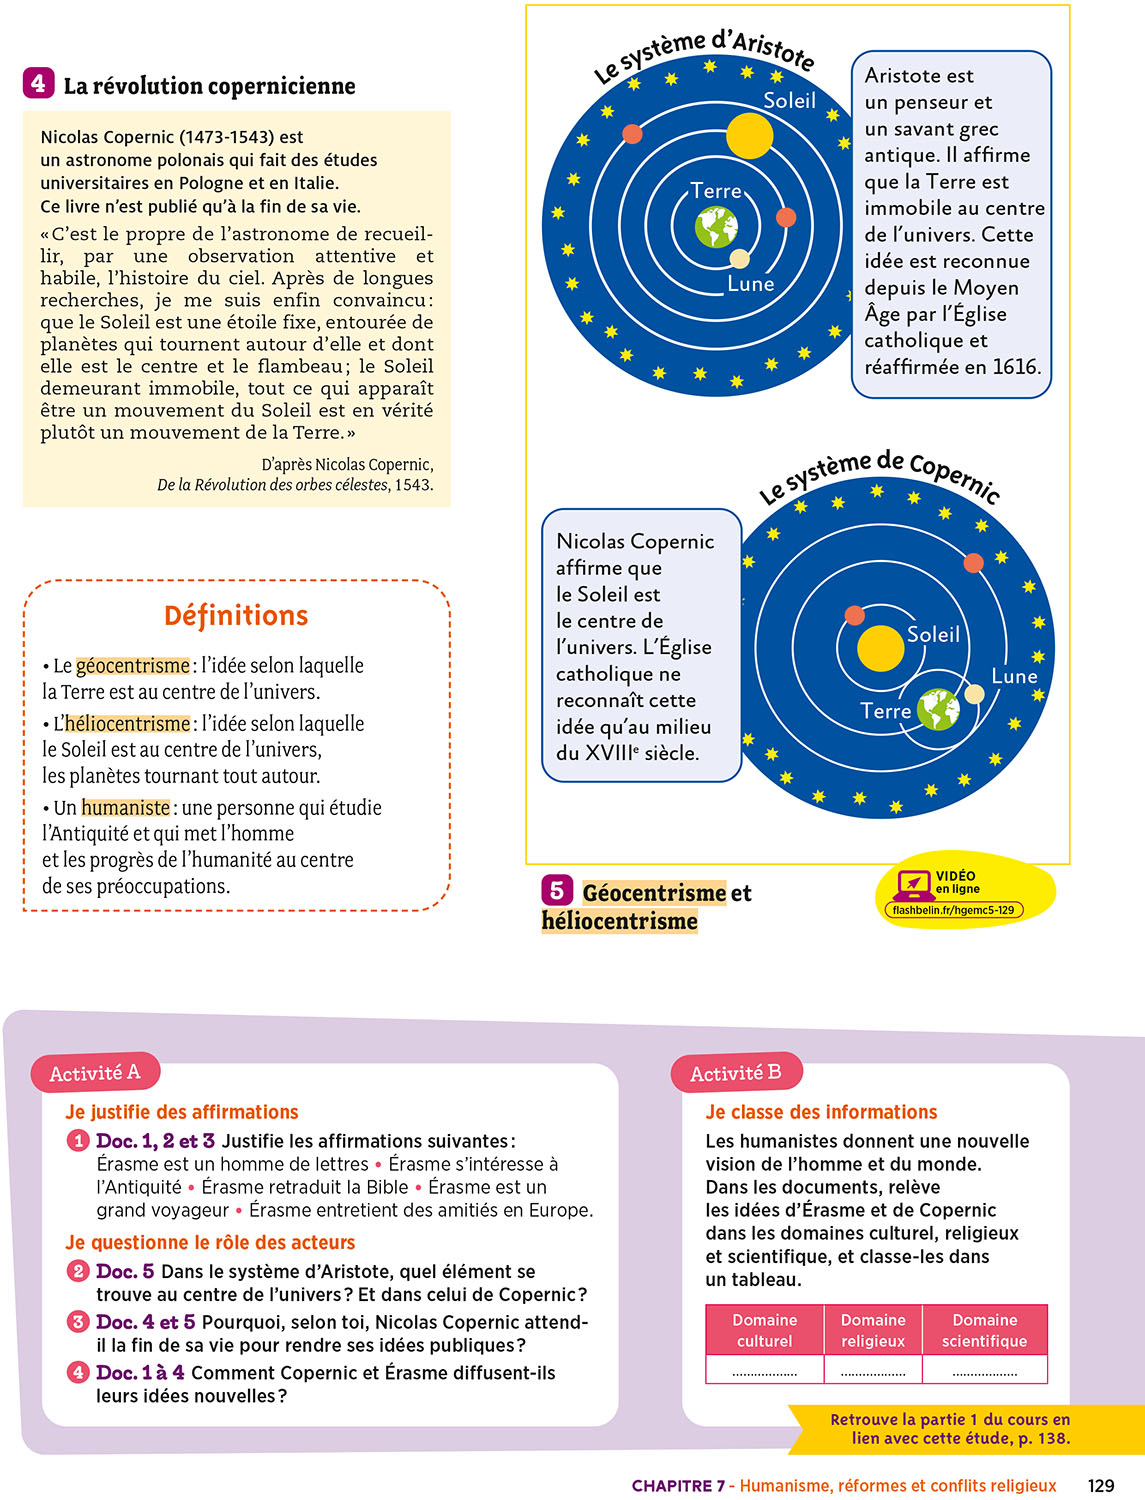 4 La révolution copernicienne
Nicolas Copernic (1473-1543) est
un astronome polonais qui fait des études
universitaires en Pologne et en Italie.
Ce livre n’est publié qu’à la fin de sa vie.
« C’est le propre de l’astronome de recueil-
lir, par une observation attentive et
habile, l’histoire du ciel. Après de longues
recherches, je me suis enfin convaincu :
que le Soleil est une étoile fixe, entourée de
planètes qui tournent autour d’elle et dont
elle est le centre et le flambeau ; le Soleil
demeurant immobile, tout ce qui apparaît
être un mouvement du Soleil est en vérité
plutôt un mouvement de la Terre. »
D’après Nicolas Copernic,
De la Révolution des orbes célestes, 1543.
Définitions
• Le géocentrisme : l’idée selon laquelle
la Terre est au centre de l’univers.
• L’héliocentrisme : l’idée selon laquelle
le Soleil est au centre de l’univers,
les planètes tournant tout autour.
• Un humaniste : une personne qui étudie
l’Antiquité et qui met l’homme
et les progrès de l’humanité au centre
de ses préoccupations.
Le système d’Aristote
Soleil
Terre
Lune
Aristote est
un penseur et
un savant grec
antique. Il affirme
que la Terre est
immobile au centre
de l’univers. Cette
idée est reconnue
depuis le Moyen
Âge par l’Église
catholique et
réaffirmée en 1616.
Le système de Copernic
Nicolas Copernic
affirme que
le Soleil est
le centre de
l’univers. L’Église
catholique ne
reconnaît cette
idée qu’au milieu
du XVIIIe siècle.
Soleil
Lune
Terre
5 Géocentrisme et
héliocentrisme
VIDÉO
en ligne
flashbelin.fr/hgemc5-129
Activité A
Je justifie des affirmations
1 Doc. 1, 2 et 3 Justifie les affirmations suivantes :
Érasme est un homme de lettres • Érasme s’intéresse à
l’Antiquité • Érasme retraduit la Bible • Érasme est un
grand voyageur • Érasme entretient des amitiés en Europe.
Je questionne le rôle des acteurs
2 Doc. 5 Dans le système d’Aristote, quel élément se
trouve au centre de l’univers ? Et dans celui de Copernic ?
3 Doc. 4 et 5 Pourquoi, selon toi, Nicolas Copernic attend-
il la fin de sa vie pour rendre ses idées publiques ?
4 Doc. 1 à 4 Comment Copernic et Érasme diffusent-ils
leurs idées nouvelles ?
Activité B
Je classe des informations
Les humanistes donnent une nouvelle
vision de l’homme et du monde.
Dans les documents, relève
les idées d’Érasme et de Copernic
dans les domaines culturel, religieux
et scientifique, et classe-les dans
un tableau.
Domaine culturel
Domaine religieux
Domaine scientifique
.................. .................. ..................
Retrouve la partie 1 du cours en
lien avec cette étude, p. 138.
CHAPITRE 7 - Humanisme, réformes et conflits religieux 129